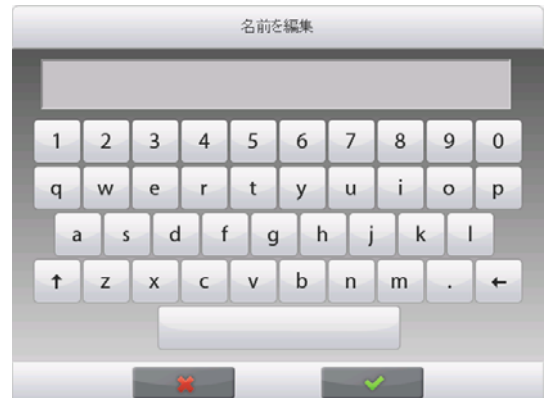 名前を編集
1 2 3 4 5 6 7 8 9 0
q w e r t y u i o p
a s d f g h j k l
↑ z x c v b n m . ←